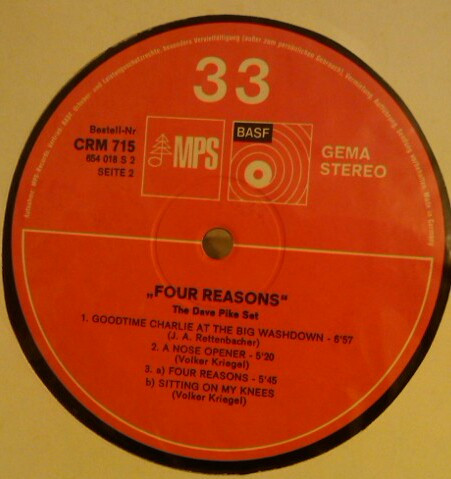 33
Bestell-Nr
CRM 715
654 018 S 2
SEITE 2
MPS
BASF
GEMA
STEREO
„FOUR REASONS“
The Dave Pike Set
1. GOODTIME CHARLIE AT THE BIG WASHDOWN - 6'57
(J. A. Rettenbacher)
2. A NOSE OPENER - 5'20
(Volker Kriegel)
3. a) FOUR REASONS - 5'45
b) SITTING ON MY KNEES
(Volker Kriegel)